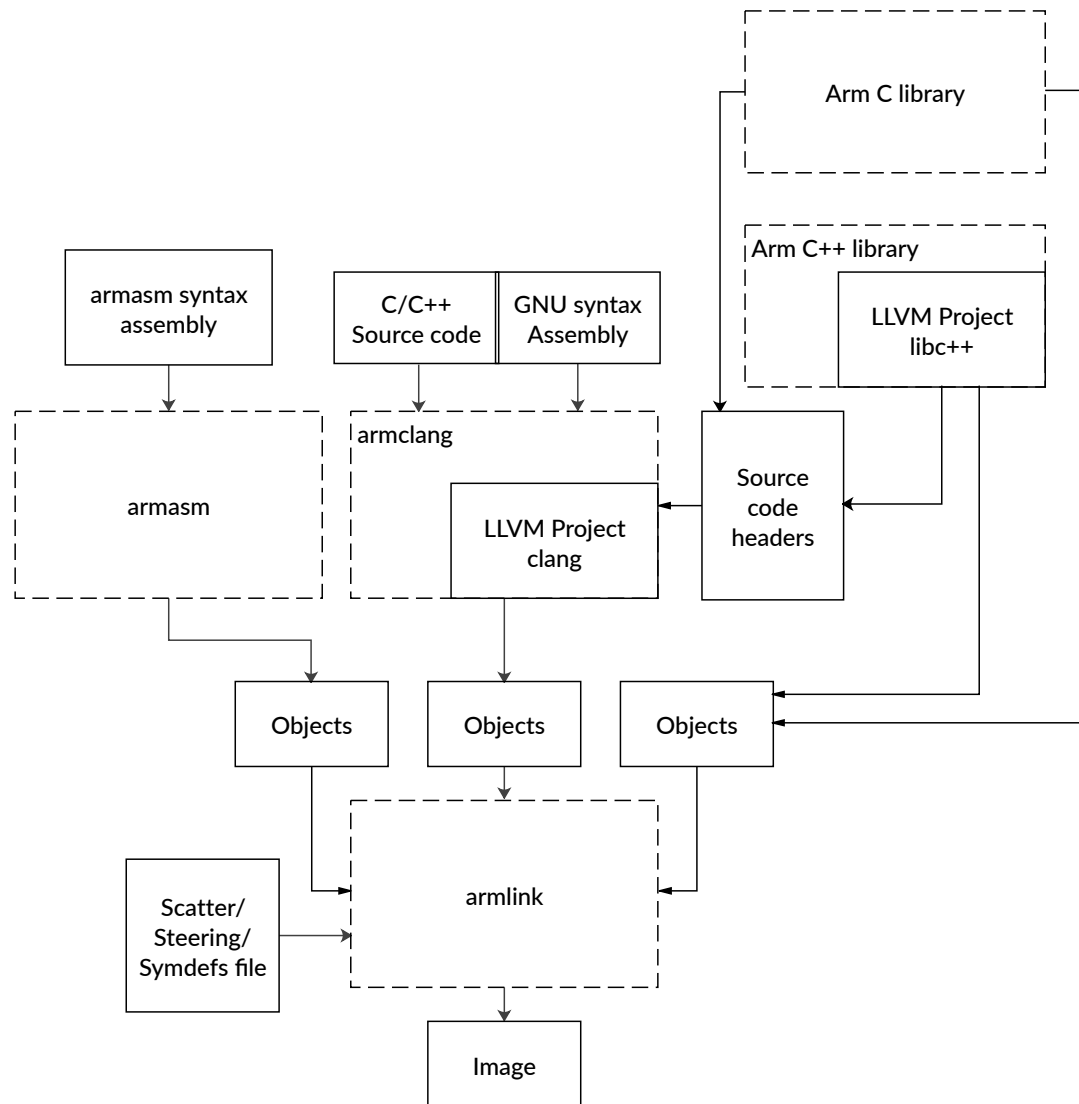 Arm C library
Arm C++ library
armasm syntax
assembly
C/C++
Source code
GNU syntax
Assembly
LLVM Project
libc++
armclang
armasm
Source
code
headers
LLVM Project
clang
Objects
Objects
Objects
armlink
Scatter/
Steering/
Symdefs file
Image